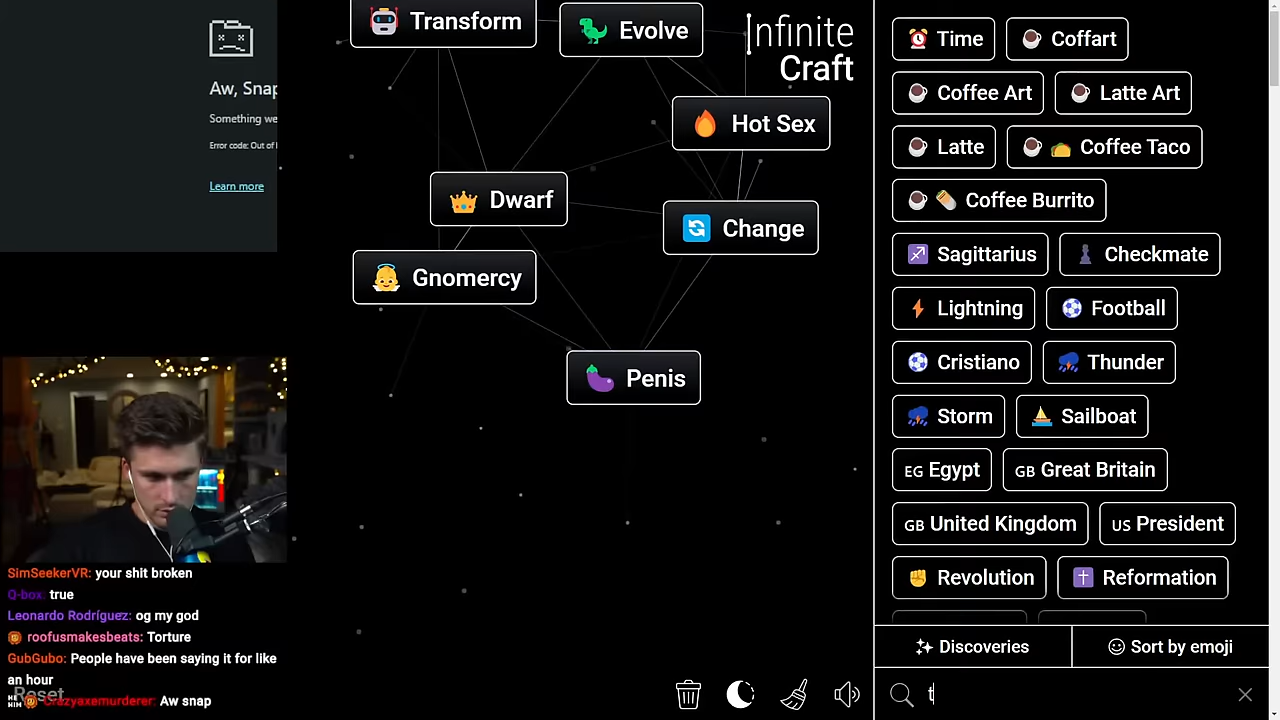 Aw, Snap
Something we
Error code: Out of
Learn more
Transform
Evolve
Infinite
Craft
Hot Sex
Dwarf
Change
Gnomercy
Penis
Time
Coffart
Coffee Art
Latte Art
Latte
Coffee Taco
Coffee Burrito
Sagittarius
Checkmate
Lightning
Football
Cristiano
Thunder
Storm
Sailboat
EG Egypt
GB Great Britain
GB United Kingdom
US President
Revolution
Reformation
Discoveries
Sort by emoji
t
SimSeekerVR: your shit broken
Q-box: true
Leonardo Rodríguez: og my god
roofusmakesbeats: Torture
GubGubo: People have been saying it for like
an hour
Reset
Crazyaxemurderer: Aw snap